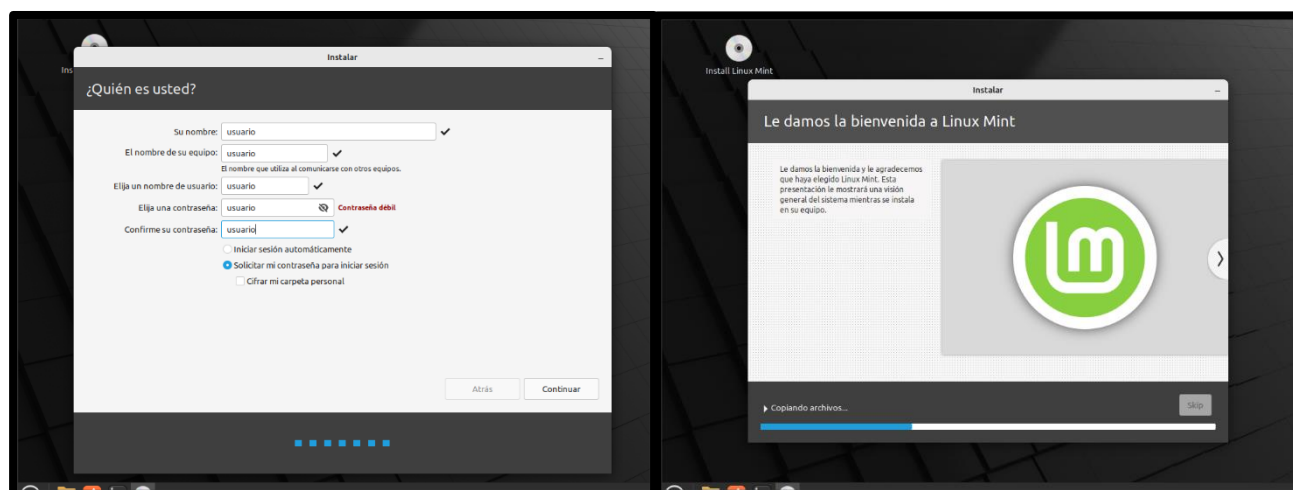 Ins
Instalar
¿Quién es usted?
Su nombre: usuario
El nombre de su equipo: usuario
El nombre que utiliza al comunicarse con otros equipos.
Elija un nombre de usuario: usuario
Elija una contraseña: usuario Contraseña débil
Confirme su contraseña: usuario
Iniciar sesión automáticamente
Solicitar mi contraseña para iniciar sesión
Cifrar mi carpeta personal
Atrás Continuar
Install Linux Mint
Instalar
Le damos la bienvenida a Linux Mint
Le damos la bienvenida y le agradecemos
que haya elegido Linux Mint. Esta
presentación le mostrará una visión
general del sistema mientras se instala
en su equipo.
lm
Copiando archivos...
Skip